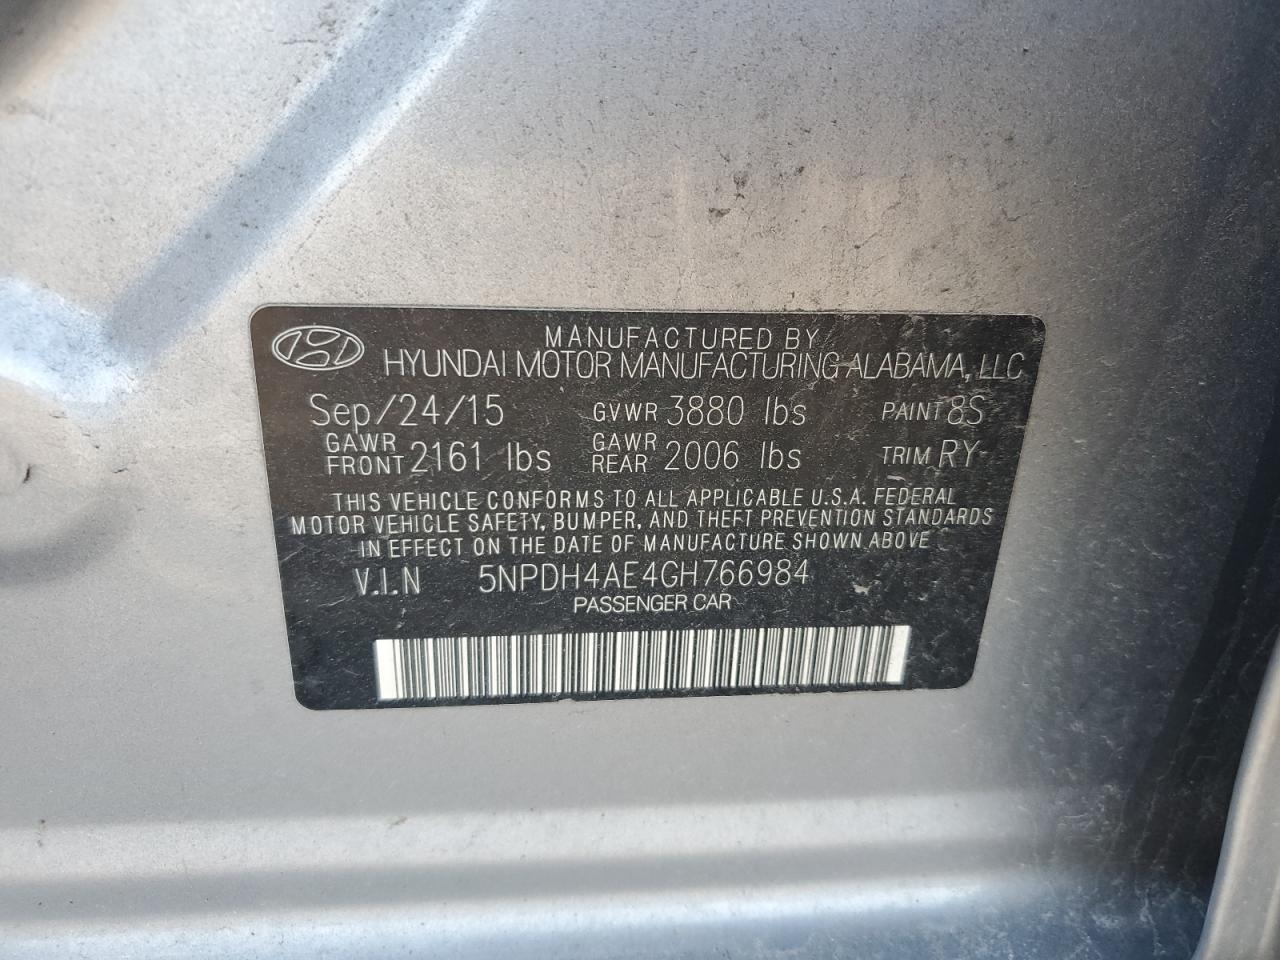 MANUFACTURED BY
HYUNDAI MOTOR MANUFACTURING ALABAMA, LLC
Sep/24/15 GVWR 3880 lbs PAINT 8S
GAWR FRONT 2161 lbs GAWR REAR 2006 lbs TRIM RY
THIS VEHICLE CONFORMS TO ALL APPLICABLE U.S.A. FEDERAL
MOTOR VEHICLE SAFETY, BUMPER, AND THEFT PREVENTION STANDARDS
IN EFFECT ON THE DATE OF MANUFACTURE SHOWN ABOVE
V.I.N 5NPDH4AE4GH766984
PASSENGER CAR